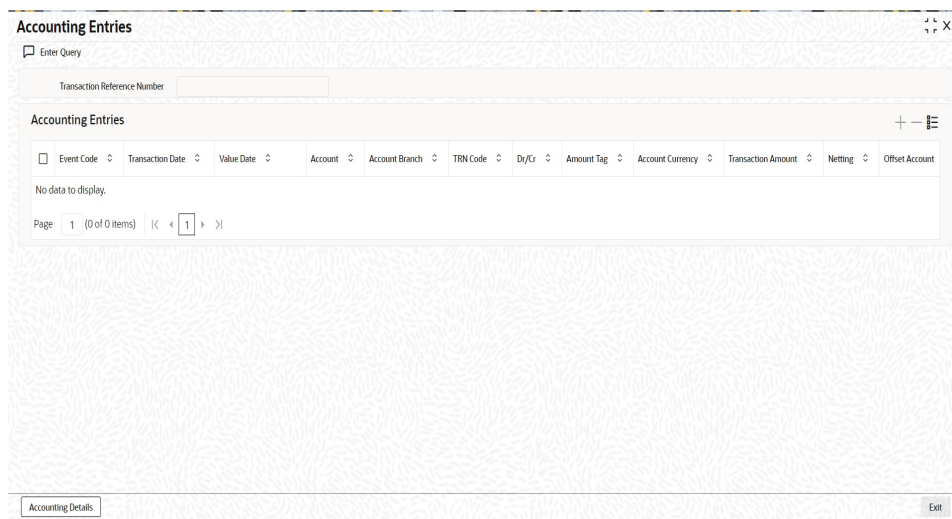 Accounting Entries
X
Enter Query
Transaction Reference Number
Accounting Entries
Event Code Transaction Date Value Date Account Account Branch TRN Code Dr/Cr Amount Tag Account Currency Transaction Amount Netting Offset Account
No data to display.
Page 1 (0 of 0 items) 1
Accounting Details Exit